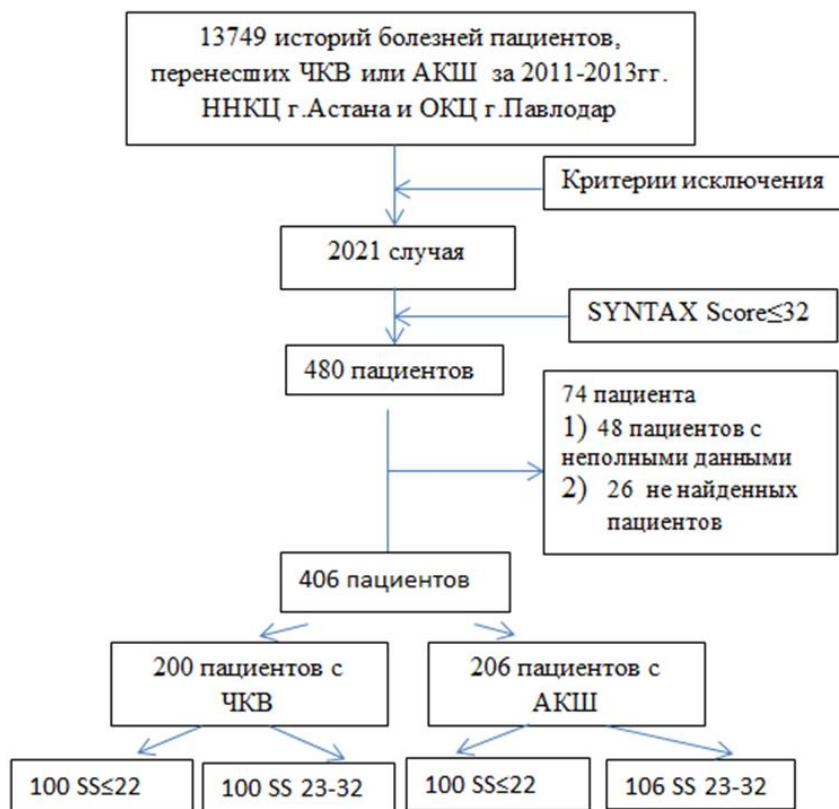 13749 историй болезней пациентов,
перенесших ЧКВ или АКШ за 2011-2013гг.
ННКЦ г.Астана и ОКЦ г.Павлодар
Критерии исключения
2021 случая
SYNTAX Score≤32
480 пациентов
74 пациента
1) 48 пациентов с
неполными данными
2) 26 не найденных
пациентов
406 пациентов
200 пациентов с
ЧКВ
206 пациентов с
АКШ
100 SS≤22
100 SS 23-32
100 SS≤22
106 SS 23-32